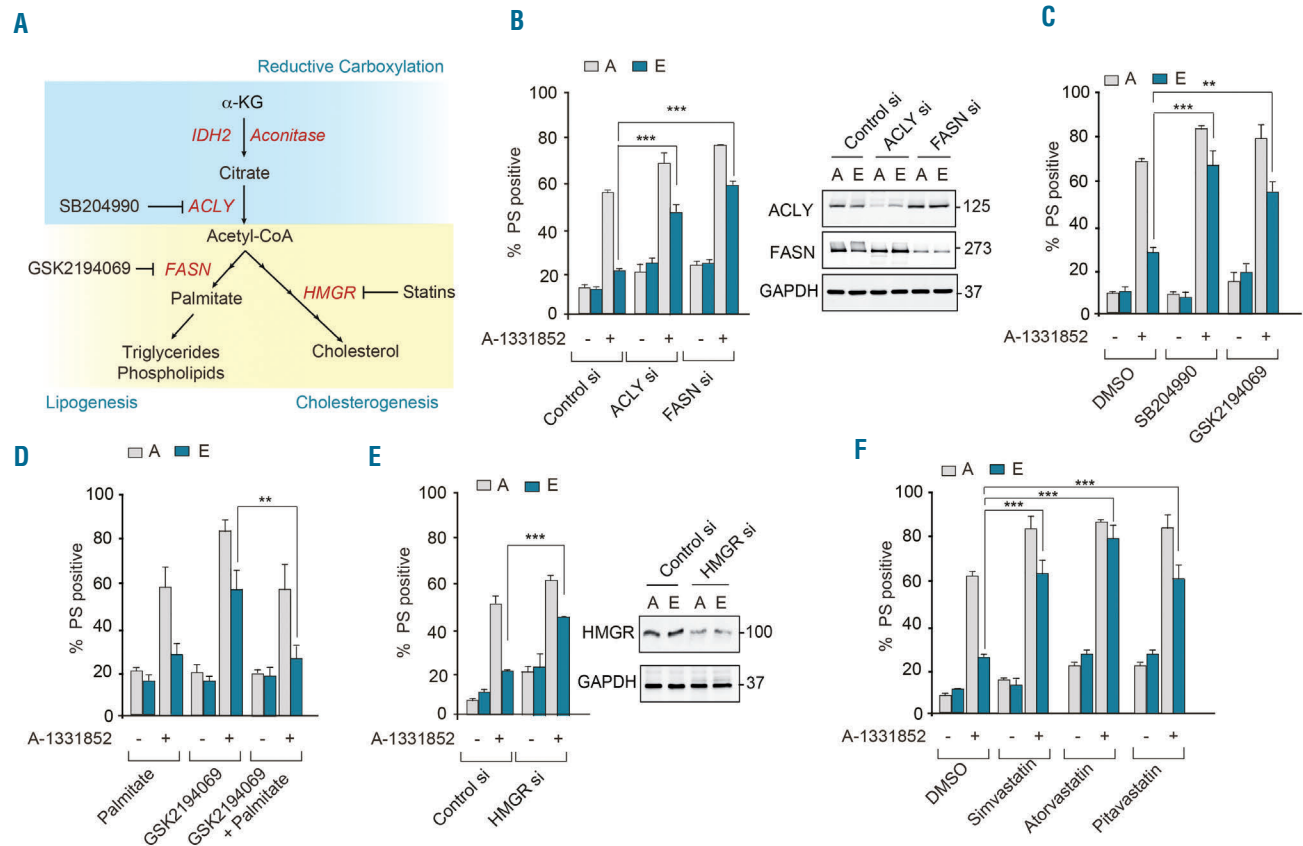 A
Reductive Carboxylation
α-KG
IDH2 Aconitase
Citrate
SB204990 ACLY
Acetyl-CoA
GSK2194069 FASN
HMGR Statins
Palmitate
Triglycerides
Phospholipids
Cholesterol
Lipogenesis Cholesterogenesis
B
A E
% PS positive
100
80
60
40
20
0
***
***
A-1331852 - + - + - +
Control si
ACLY si
FASN si
Control si
ACLY si
FASN si
A E A E A E
ACLY 125
FASN 273
GAPDH 37
C
A E
% PS positive
100
80
60
40
20
0
**
***
A-1331852 - + - + - +
DMSO
SB204990
GSK2194069
D
A E
% PS positive
100
80
60
40
20
0
**
A-1331852 - + - + - +
Palmitate
GSK2194069
GSK2194069
+ Palmitate
E
A E
% PS positive
100
80
60
40
20
0
***
A-1331852 - + - +
Control si
HMGR si
Control si
HMGR si
A E A E
HMGR 100
GAPDH 37
F
A E
% PS positive
100
80
60
40
20
0
***
***
***
A-1331852 - + - + - + - +
DMSO
Simvastatin
Atorvastatin
Pitavastatin